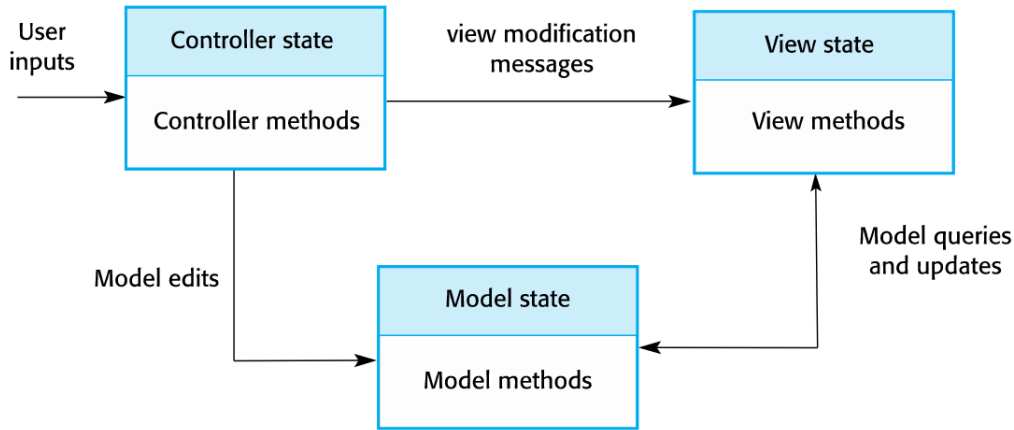 User
inputs
Controller state
Controller methods
view modification
messages
View state
View methods
Model edits
Model state
Model methods
Model queries
and updates